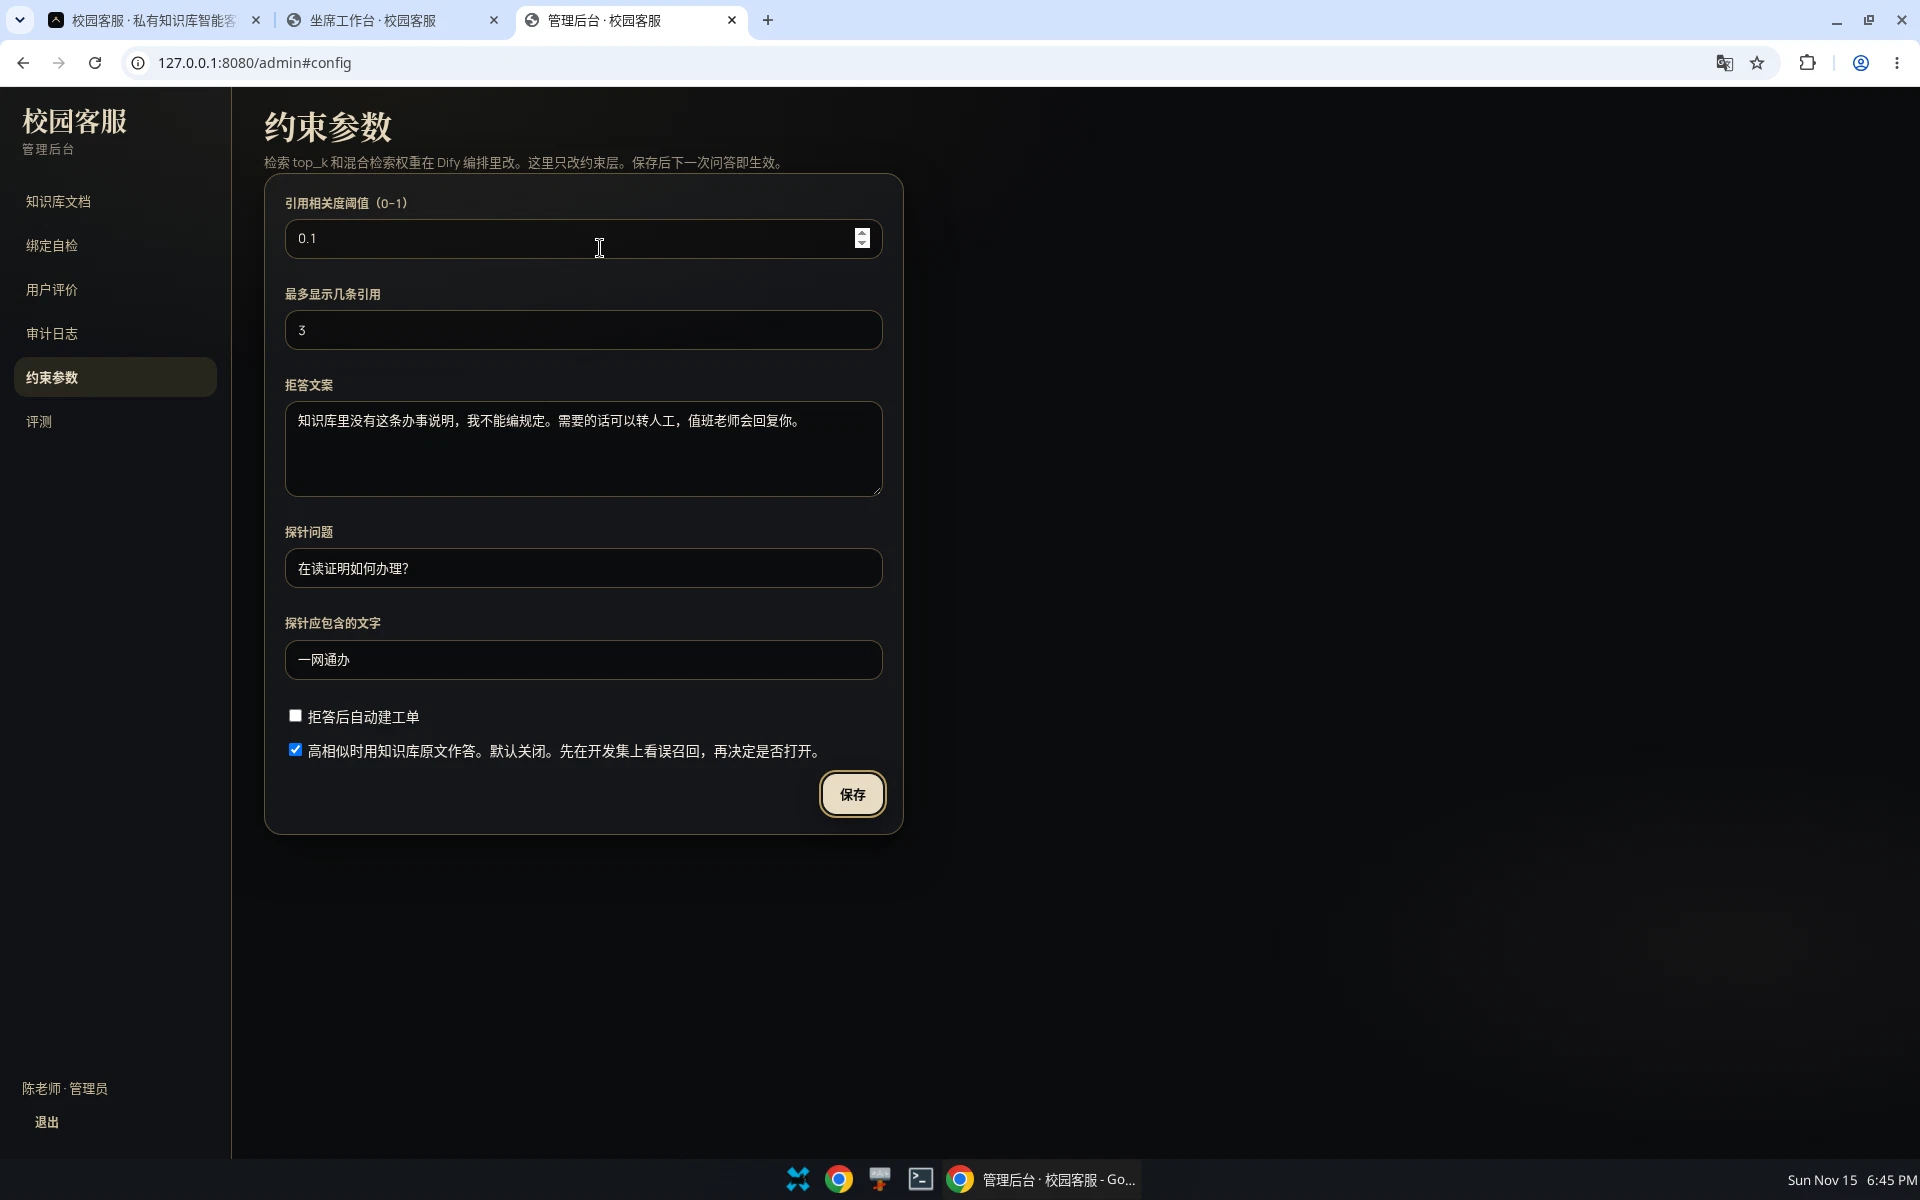 校园客服 · 私有知识库智能客
坐席工作台 · 校园客服
管理后台 · 校园客服
127.0.0.1:8080/admin#config
校园客服
管理后台
知识库文档
绑定自检
用户评价
审计日志
约束参数
评测
陈老师 · 管理员
退出
约束参数
检索 top_k 和混合检索权重在 Dify 编排里改。这里只改约束层。保存后下一次问答即生效。
引用相关度阈值（0-1）
0.1
最多显示几条引用
3
拒答文案
知识库里没有这条办事说明，我不能编规定。需要的话可以转人工，值班老师会回复你。
探针问题
在读证明如何办理？
探针应包含的文字
一网通办
拒答后自动建工单
高相似时用知识库原文作答。默认关闭。先在开发集上看误召回，再决定是否打开。
保存
管理后台 · 校园客服 - Go...
Sun Nov 15 6:45 PM